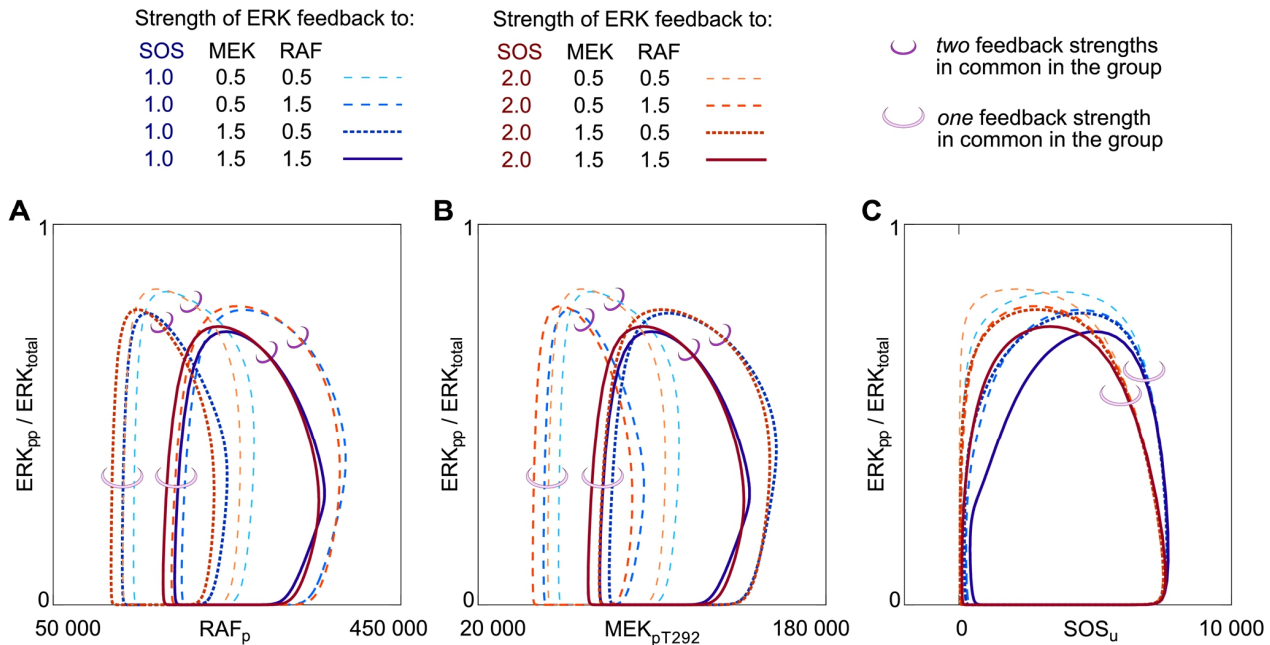 Strength of ERK feedback to:
SOS MEK RAF
1.0 0.5 0.5
1.0 0.5 1.5
1.0 1.5 0.5
1.0 1.5 1.5
Strength of ERK feedback to:
SOS MEK RAF
2.0 0.5 0.5
2.0 0.5 1.5
2.0 1.5 0.5
2.0 1.5 1.5
two feedback strengths
in common in the group
one feedback strength
in common in the group
A
1
ERKpp / ERKtotal
0
50 000 RAFp 450 000
B
1
ERKpp / ERKtotal
0
20 000 MEKpT292 180 000
C
1
ERKpp / ERKtotal
0
0 SOSu 10 000